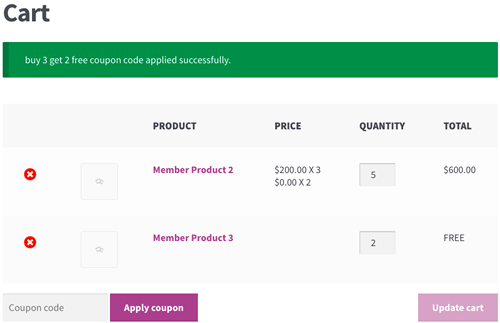 Cart
buy 3 get 2 free coupon code applied successfully.
PRODUCT PRICE QUANTITY TOTAL
Member Product 2 $200.00 X 3 5 $600.00
$0.00 X 2
Member Product 3 2 FREE
Coupon code Apply coupon Update cart